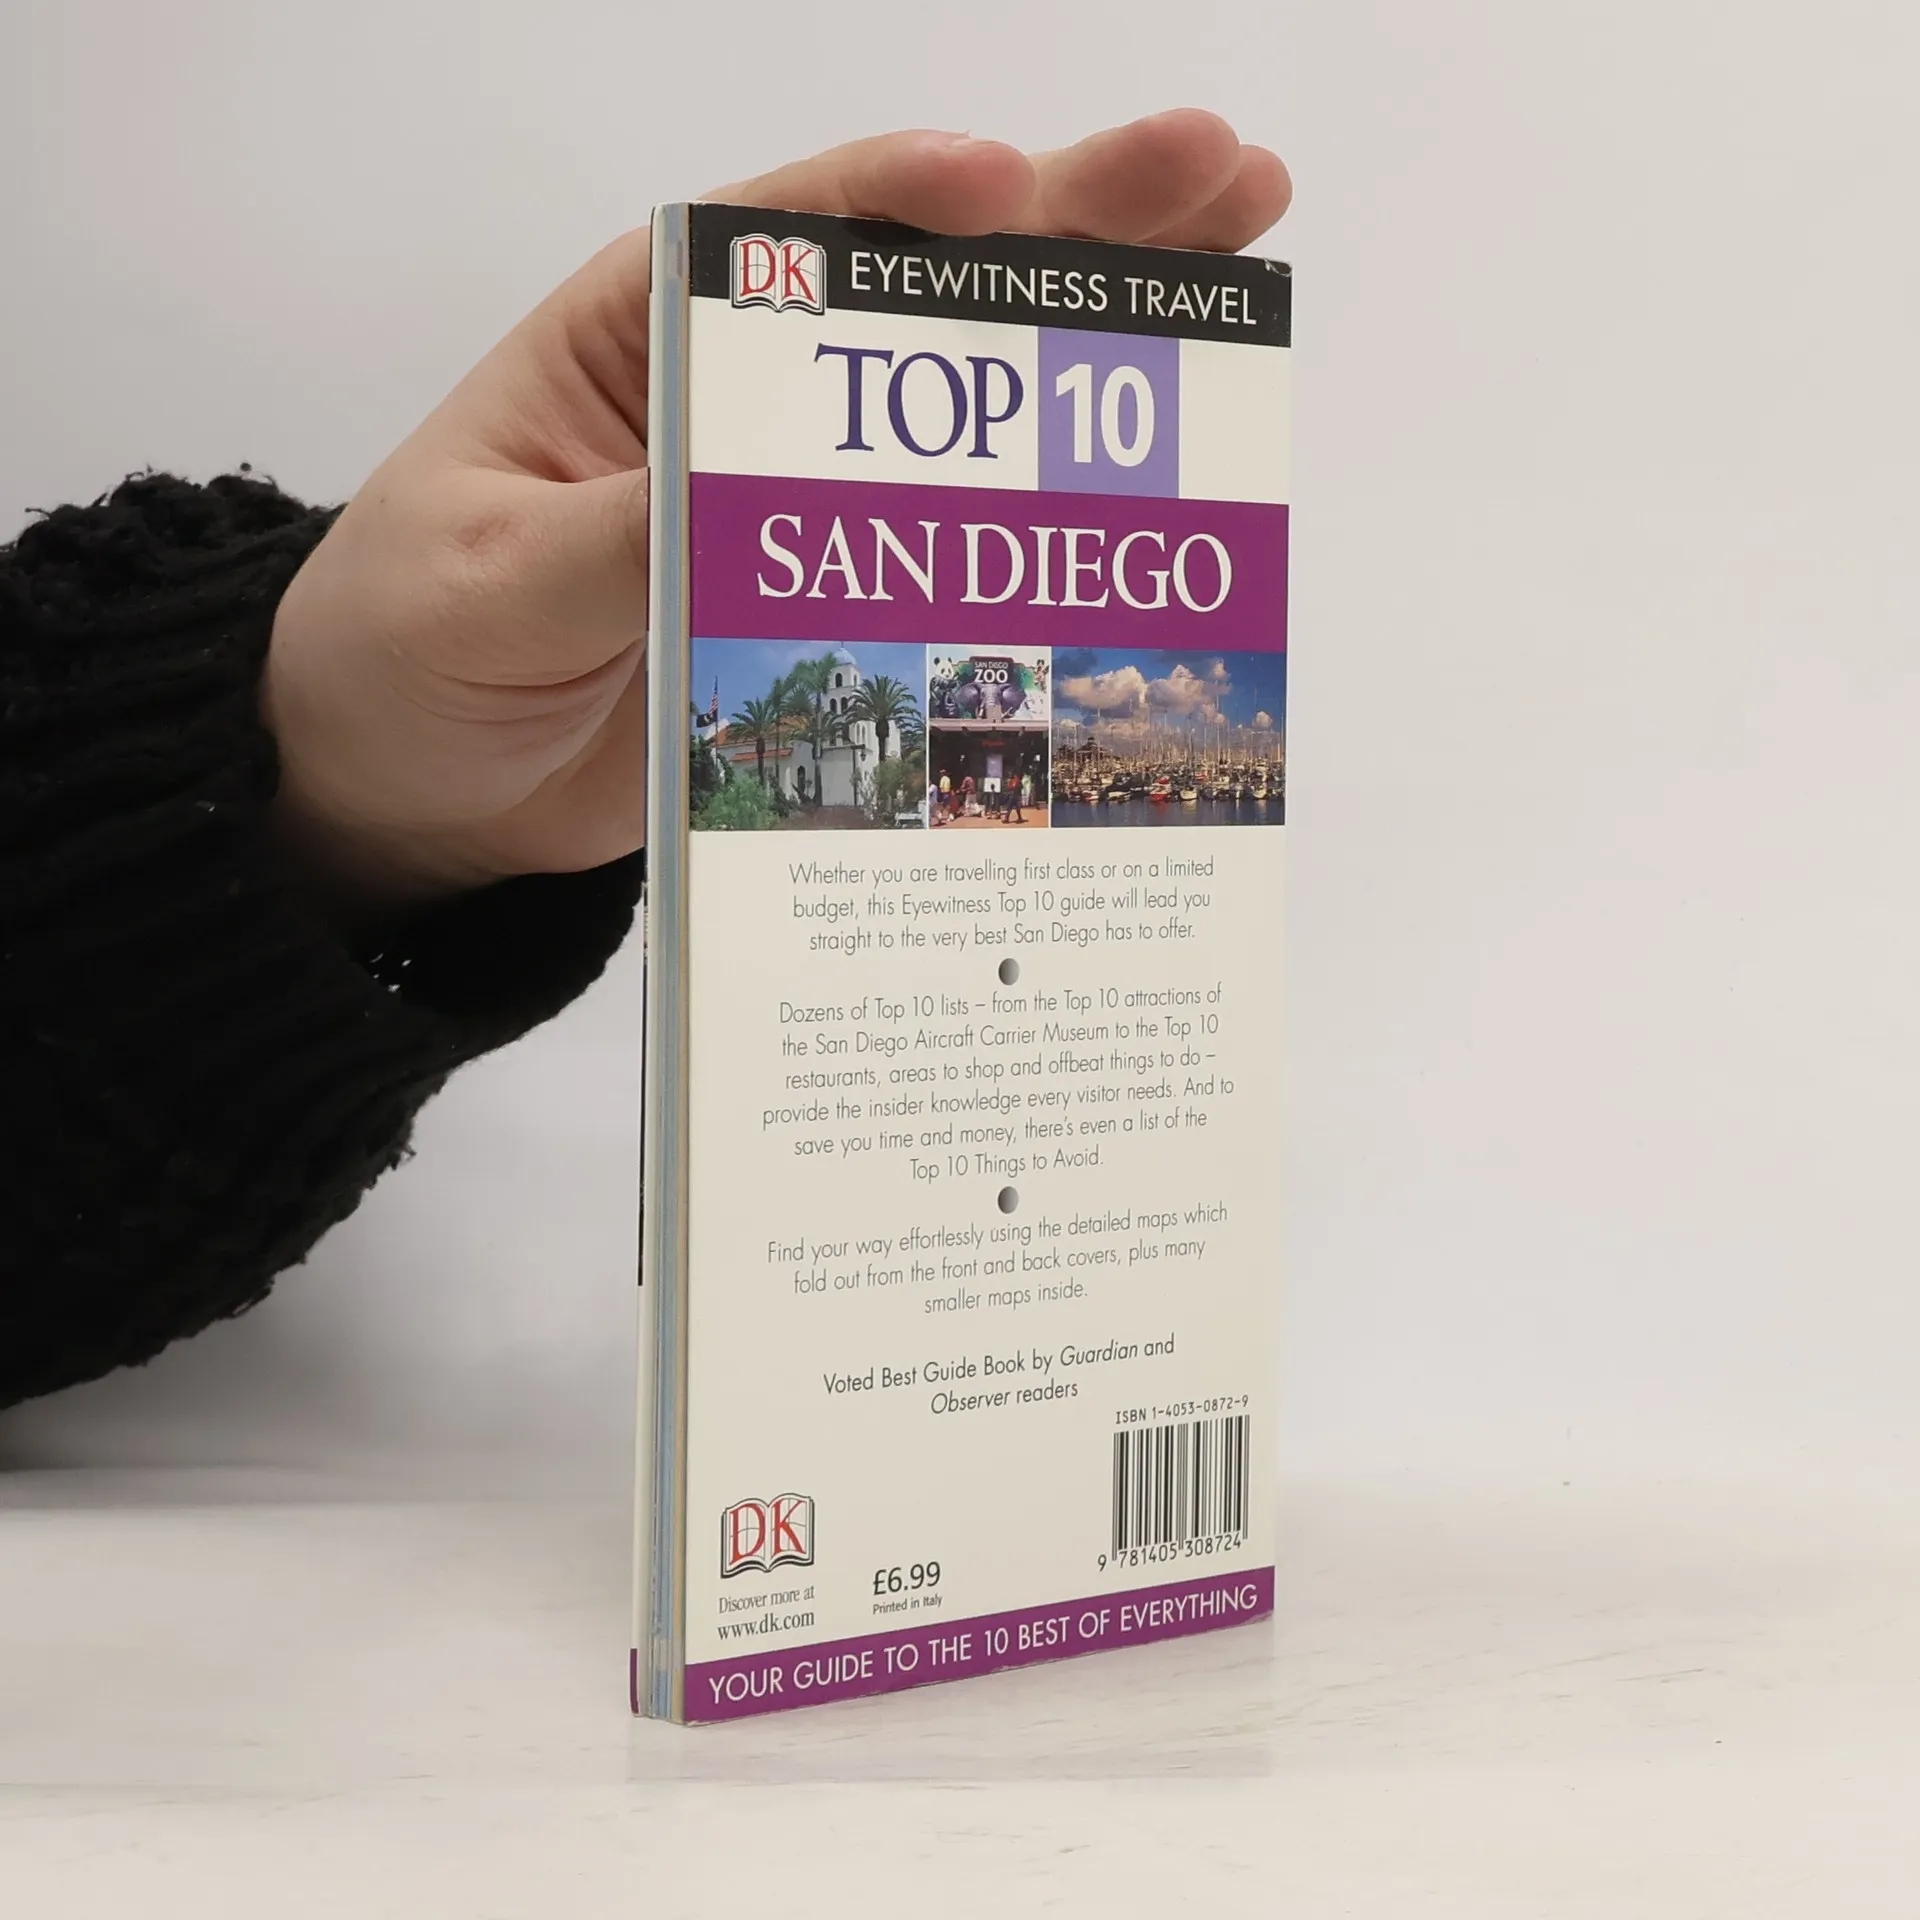 DK EYEWITNESS TRAVEL
TOP 10
SAN DIEGO
SAN DIEGO
ZOO
Whether you are travelling first class or on a limited
budget, this Eyewitness Top 10 guide will lead you
straight to the very best San Diego has to offer.
Dozens of Top 10 lists – from the Top 10 attractions of
the San Diego Aircraft Carrier Museum to the Top 10
restaurants, areas to shop and offbeat things to do –
provide the insider knowledge every visitor needs. And to
save you time and money, there's even a list of the
Top 10 Things to Avoid.
Find your way effortlessly using the detailed maps which
fold out from the front and back covers, plus many
smaller maps inside.
Voted Best Guide Book by Guardian and
Observer readers
ISBN 1-4053-0872-9
9 781405 308724
DK
Discover more at
www.dk.com
£6.99
Printed in Italy
YOUR GUIDE TO THE 10 BEST OF EVERYTHING